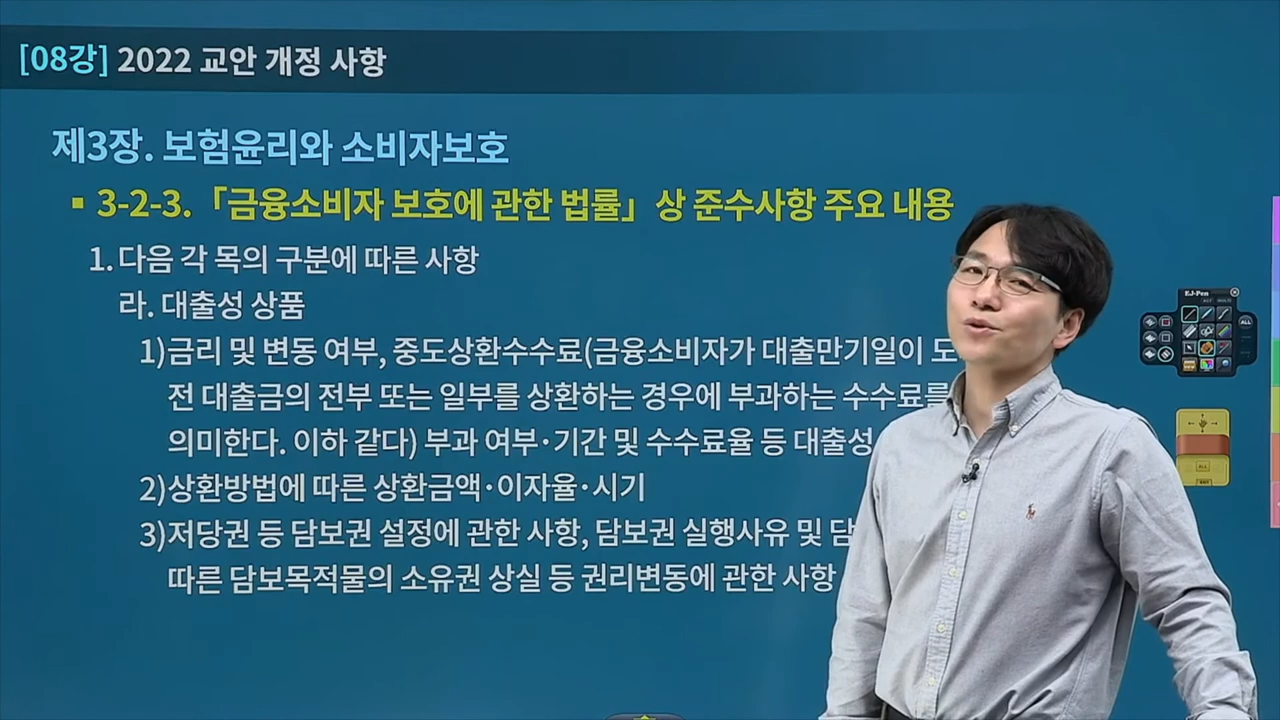 [08강] 2022 교안 개정 사항
제3장. 보험윤리와 소비자보호
▪ 3-2-3.「금융소비자 보호에 관한 법률」상 준수사항 주요 내용
1. 다음 각 목의 구분에 따른 사항
라. 대출성 상품
1)금리 및 변동 여부, 중도상환수수료(금융소비자가 대출만기일이
전 대출금의 전부 또는 일부를 상환하는 경우에 부과하는 수수료를
의미한다. 이하 같다) 부과 여부·기간 및 수수료율 등 대출성
2)상환방법에 따른 상환금액·이자율·시기
3)저당권 등 담보권 설정에 관한 사항, 담보권 실행사유 및
따른 담보목적물의 소유권 상실 등 권리변동에 관한 사항
EJ-Pen
ALL
ALL